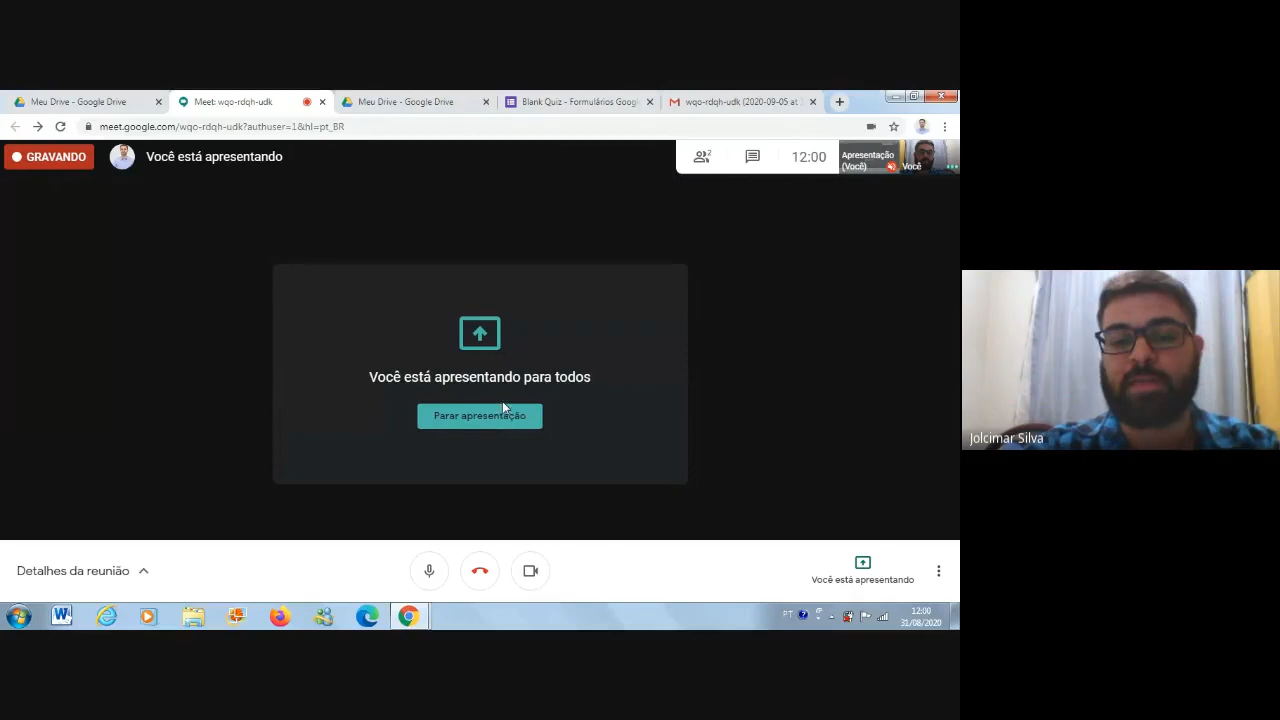 Meu Drive - Google Drive
Meet: wqo-rdqh-udk
Meu Drive - Google Drive
Blank Quiz - Formulários Googl
wqo-rdqh-udk (2020-09-05 at
meet.google.com/wqo-rdqh-udk?authuser=1&hl=pt_BR
GRAVANDO
Você está apresentando
2
12:00
Apresentação
(Você)
Você
Você está apresentando para todos
Parar apresentação
Jolcimar Silva
Detalhes da reunião
Você está apresentando
PT
12:00
31/08/2020